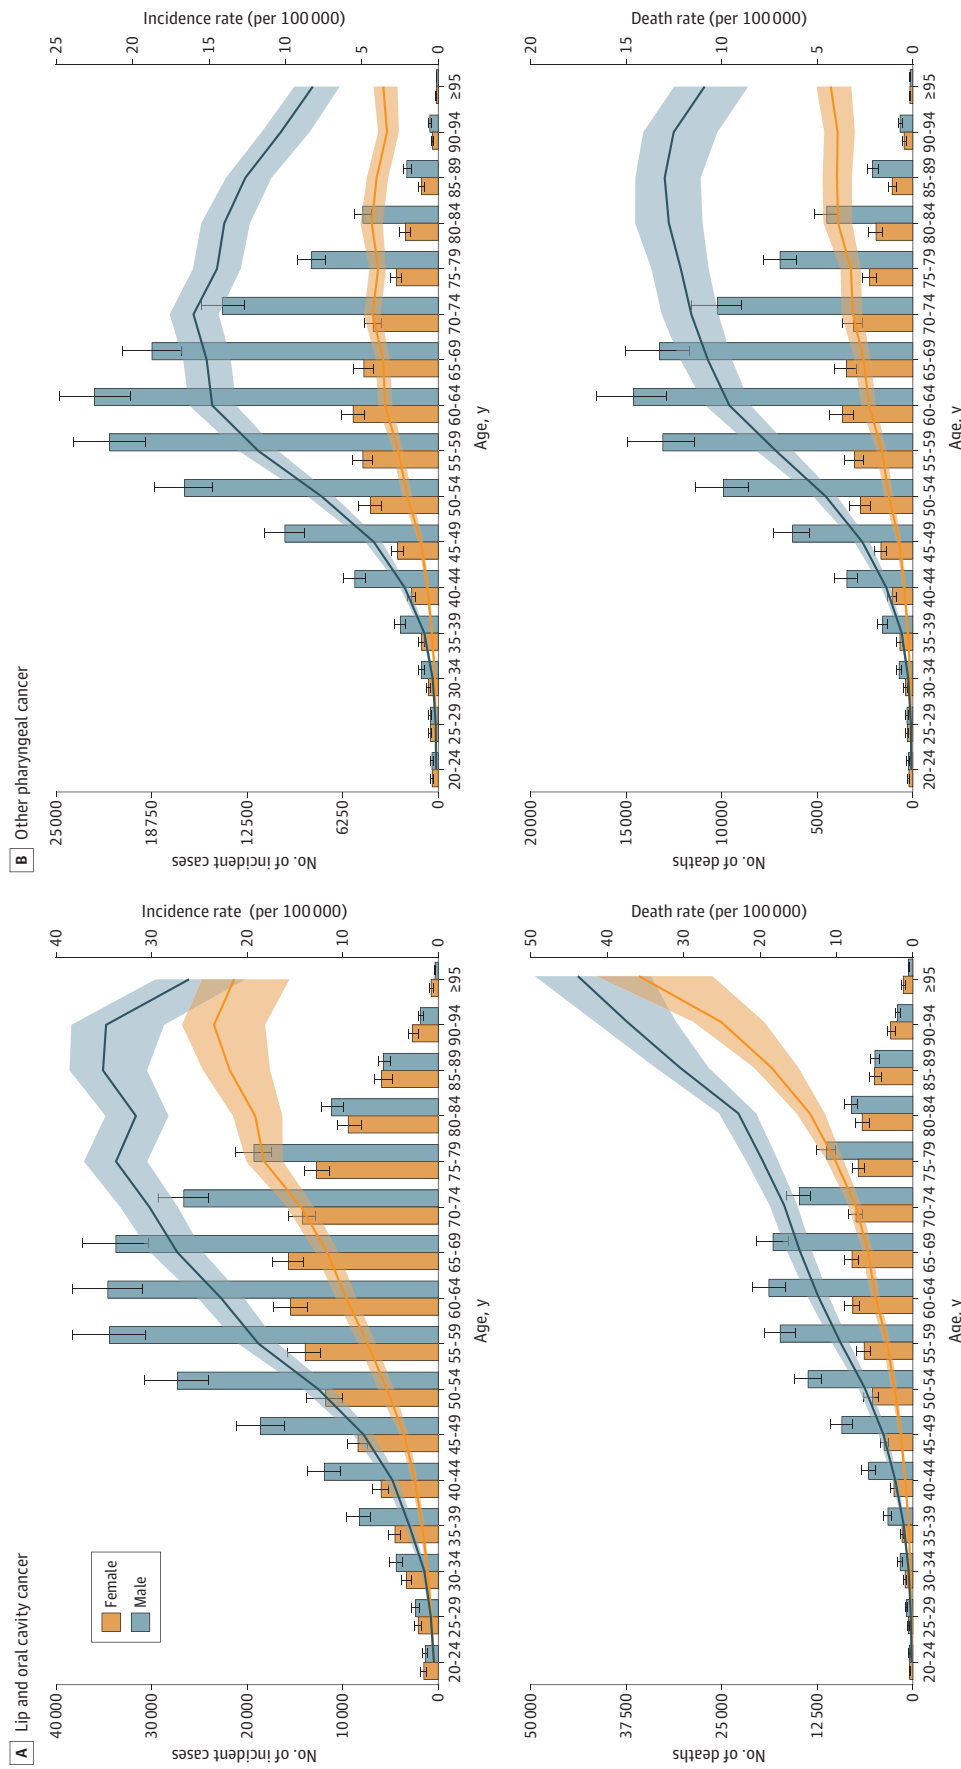 A Lip and oral cavity cancer
40000
30000
20000
10000
0
No. of incident cases
40
30
20
10
0
Incidence rate (per 100000)
Female
Male
20-24 25-29 30-34 35-39 40-44 45-49 50-54 55-59 60-64 65-69 70-74 75-79 80-84 85-89 90-94 ≥95
Age, y
50000
37500
25000
12500
0
No. of deaths
50
40
30
20
10
0
Death rate (per 100000)
20-24 25-29 30-34 35-39 40-44 45-49 50-54 55-59 60-64 65-69 70-74 75-79 80-84 85-89 90-94 ≥95
Age, y
B Other pharyngeal cancer
25000
18750
12500
6250
0
No. of incident cases
25
20
15
10
5
0
Incidence rate (per 100000)
20-24 25-29 30-34 35-39 40-44 45-49 50-54 55-59 60-64 65-69 70-74 75-79 80-84 85-89 90-94 ≥95
Age, y
20000
15000
10000
5000
0
No. of deaths
20
15
10
5
0
Death rate (per 100000)
20-24 25-29 30-34 35-39 40-44 45-49 50-54 55-59 60-64 65-69 70-74 75-79 80-84 85-89 90-94 ≥95
Age, y